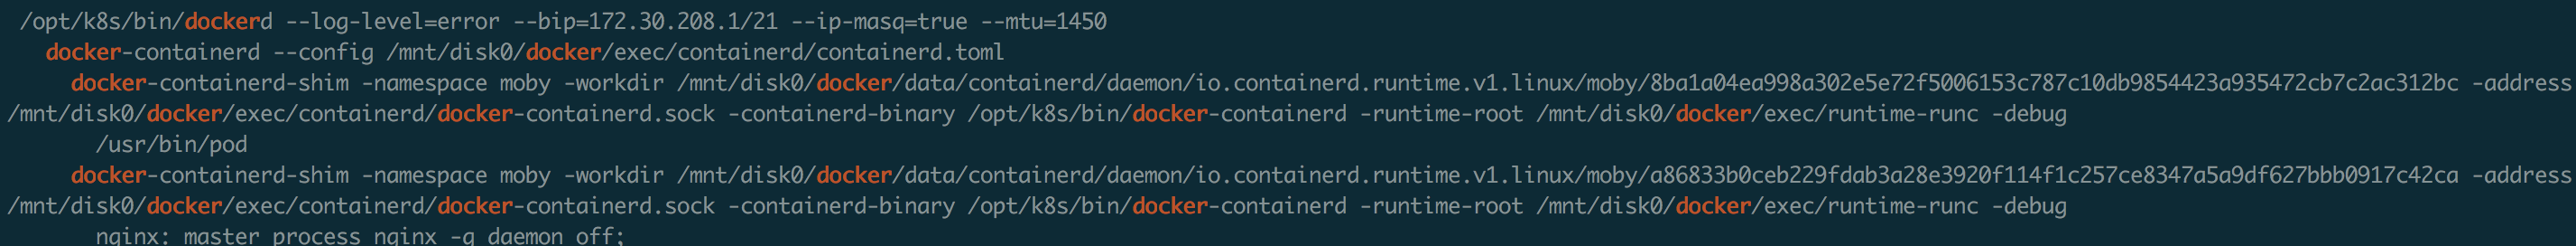 /opt/k8s/bin/dockerd --log-level=error --bip=172.30.208.1/21 --ip-masq=true --mtu=1450
docker-containerd --config /mnt/disk0/docker/exec/containerd/containerd.toml
docker-containerd-shim -namespace moby -workdir /mnt/disk0/docker/data/containerd/daemon/io.containerd.runtime.v1.linux/moby/8ba1a04ea998a302e5e72f5006153c787c10db9854423a935472cb7c2ac312bc -address
/mnt/disk0/docker/exec/containerd/docker-containerd.sock -containerd-binary /opt/k8s/bin/docker-containerd -runtime-root /mnt/disk0/docker/exec/runtime-runc -debug
/usr/bin/pod
docker-containerd-shim -namespace moby -workdir /mnt/disk0/docker/data/containerd/daemon/io.containerd.runtime.v1.linux/moby/a86833b0ceb229fdab3a28e3920f114f1c257ce8347a5a9df627bbb0917c42ca -address
/mnt/disk0/docker/exec/containerd/docker-containerd.sock -containerd-binary /opt/k8s/bin/docker-containerd -runtime-root /mnt/disk0/docker/exec/runtime-runc -debug
nginx: master process nginx -g daemon off;